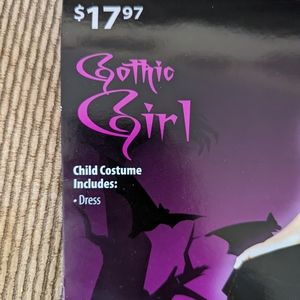 $17.97
Gothic
Girl
Child Costume
Includes:
• Dress